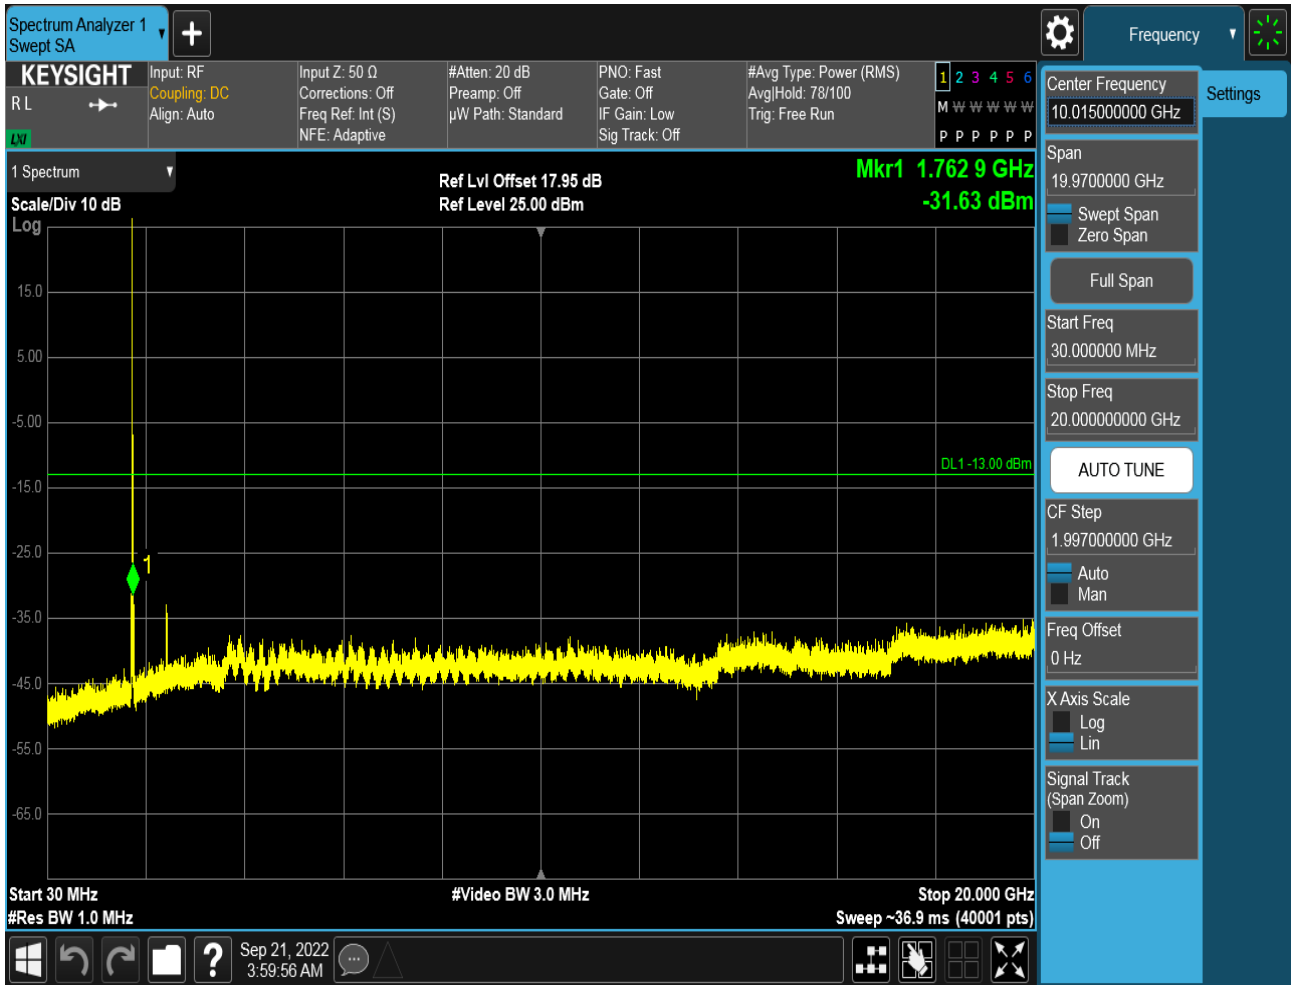 Spectrum Analyzer 1
Swept SA
Frequency
KEYSIGHT
R L
LXI
Input: RF
Coupling: DC
Align: Auto
Input Z: 50 Ω
Corrections: Off
Freq Ref: Int (S)
NFE: Adaptive
#Atten: 20 dB
Preamp: Off
µW Path: Standard
PNO: Fast
Gate: Off
IF Gain: Low
Sig Track: Off
#Avg Type: Power (RMS)
Avg|Hold: 78/100
Trig: Free Run
1 2 3 4 5 6
M W W W W W
P P P P P P
1 Spectrum
Scale/Div 10 dB
Log
Ref Lvl Offset 17.95 dB
Ref Level 25.00 dBm
Mkr1 1.762 9 GHz
-31.63 dBm
15.0
5.00
-5.00
DL1 -13.00 dBm
-15.0
-25.0
1
-35.0
-45.0
-55.0
-65.0
Start 30 MHz
#Res BW 1.0 MHz
#Video BW 3.0 MHz
Stop 20.000 GHz
Sweep ~36.9 ms (40001 pts)
?
Sep 21, 2022
3:59:56 AM
Center Frequency
10.015000000 GHz
Settings
Span
19.9700000 GHz
Swept Span
Zero Span
Full Span
Start Freq
30.000000 MHz
Stop Freq
20.000000000 GHz
AUTO TUNE
CF Step
1.997000000 GHz
Auto
Man
Freq Offset
0 Hz
X Axis Scale
Log
Lin
Signal Track
(Span Zoom)
On
Off